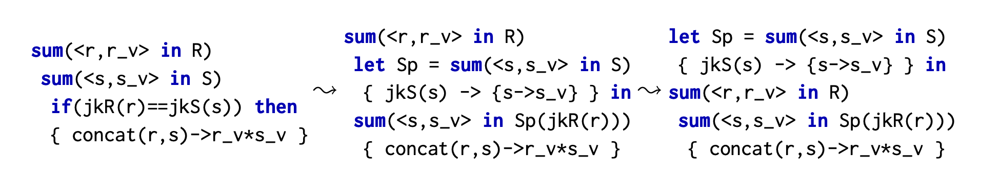 sum(<r,r_v> in R)
sum(<s,s_v> in S)
if(jkR(r)==jkS(s)) then
{ concat(r,s)->r_v*s_v }
⤳
sum(<r,r_v> in R)
let Sp = sum(<s,s_v> in S)
{ jkS(s) -> {s->s_v} } in
sum(<s,s_v> in Sp(jkR(r)))
{ concat(r,s)->r_v*s_v }
⤳
let Sp = sum(<s,s_v> in S)
{ jkS(s) -> {s->s_v} } in
sum(<r,r_v> in R)
sum(<s,s_v> in Sp(jkR(r)))
{ concat(r,s)->r_v*s_v }